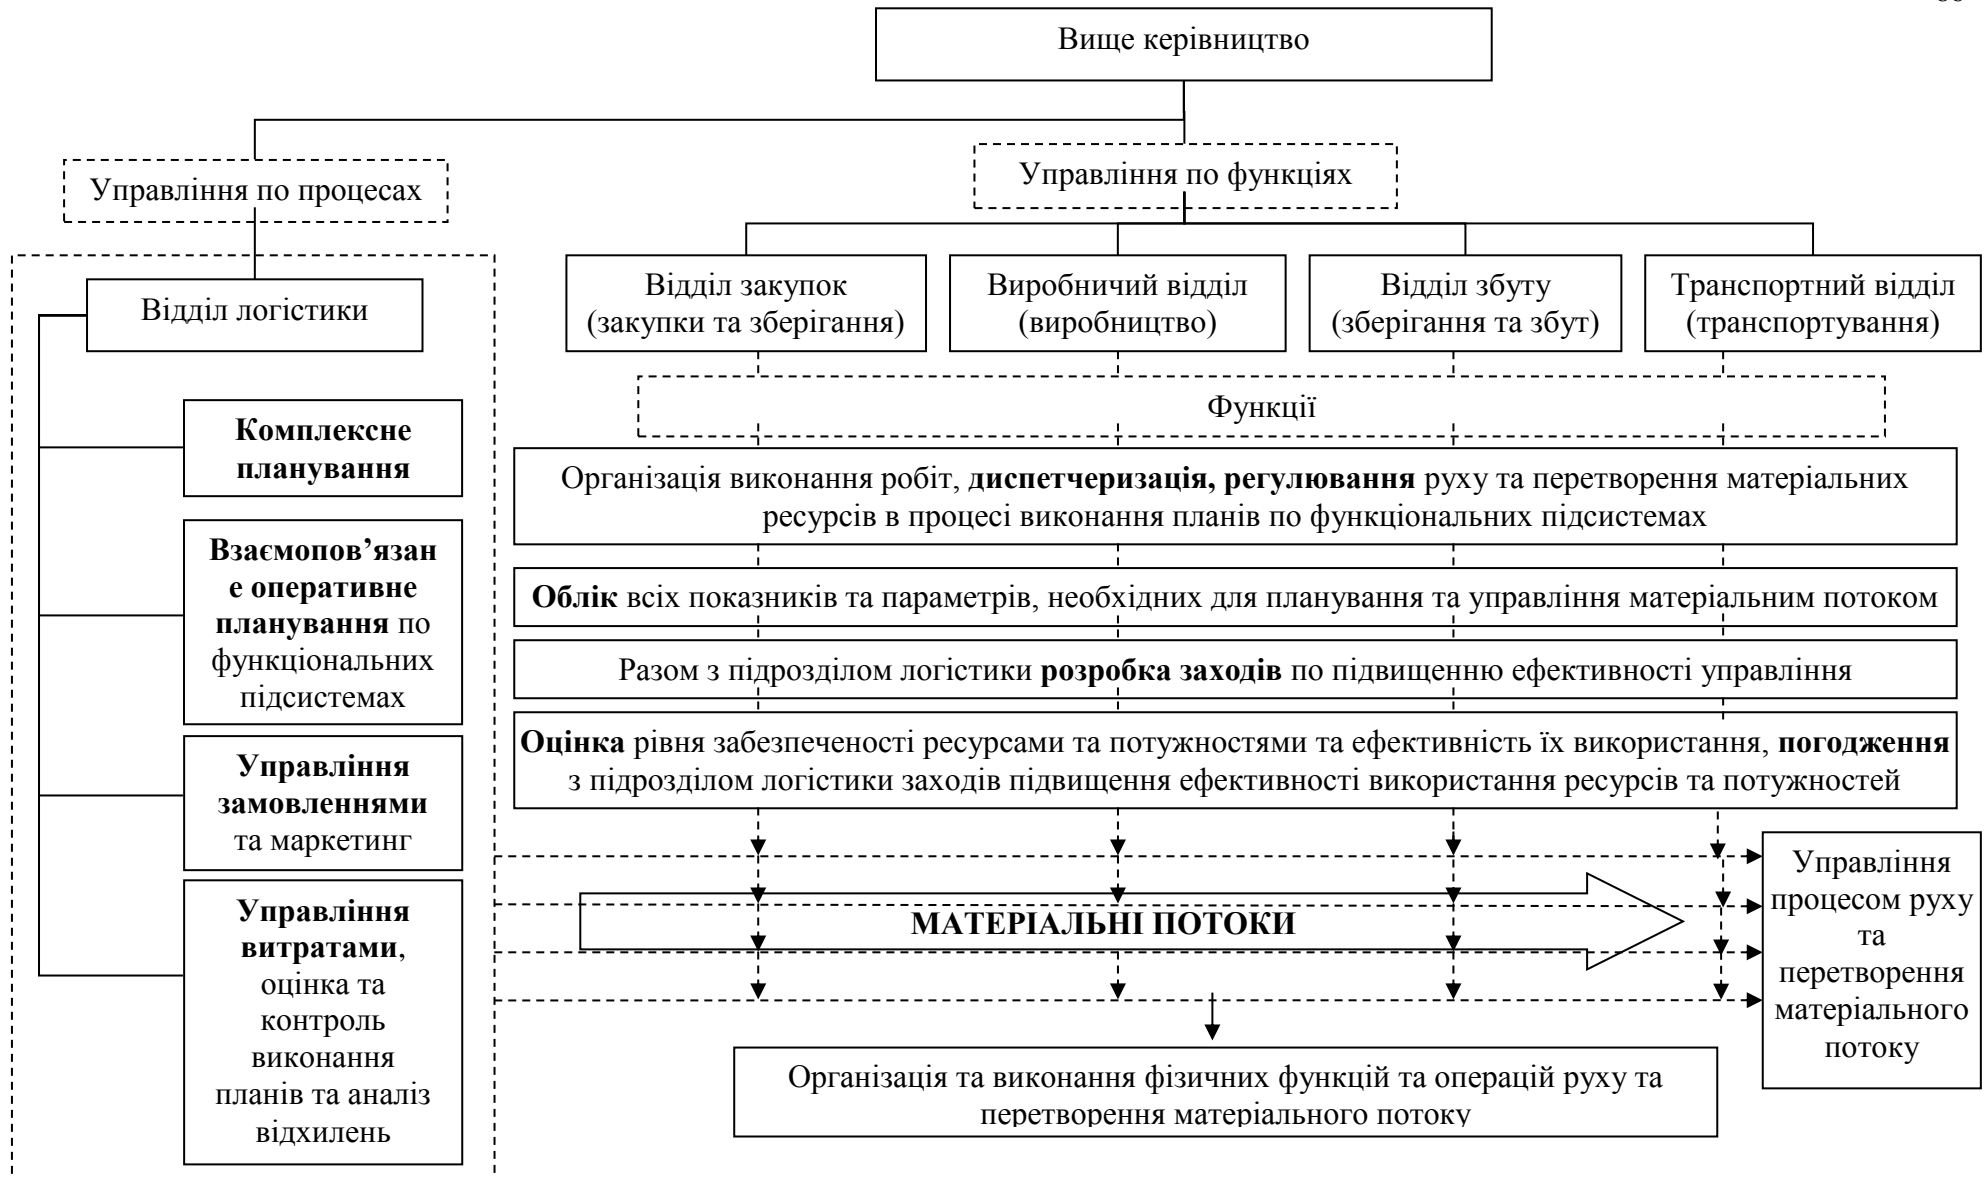 Вище керівництво
Управління по процесах
Управління по функціях
Відділ логістики
Відділ закупок
(закупки та зберігання)
Виробничий відділ
(виробництво)
Відділ збуту
(зберігання та збут)
Транспортний відділ
(транспортування)
Функції
Комплексне
планування
Взаємопов’язан
е оперативне
планування по
функціональних
підсистемах
Управління
замовленнями
та маркетинг
Управління
витратами,
оцінка та
контроль
виконання
планів та аналіз
відхилень
Організація виконання робіт, диспетчеризація, регулювання руху та перетворення матеріальних
ресурсів в процесі виконання планів по функціональних підсистемах
Облік всіх показників та параметрів, необхідних для планування та управління матеріальним потоком
Разом з підрозділом логістики розробка заходів по підвищенню ефективності управління
Оцінка рівня забезпеченості ресурсами та потужностями та ефективність їх використання, погодження
з підрозділом логістики заходів підвищення ефективності використання ресурсів та потужностей
МАТЕРІАЛЬНІ ПОТОКИ
Управління
процесом руху
та
перетворення
матеріального
потоку
Організація та виконання фізичних функцій та операцій руху та
перетворення матеріального потоку